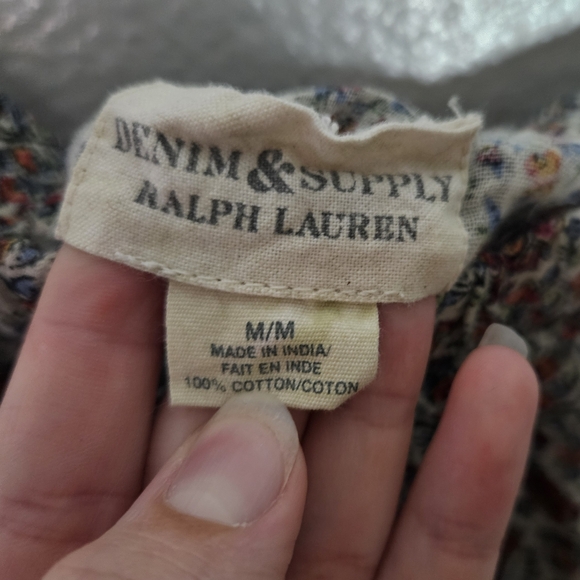 DENIM & SUPPLY
RALPH LAUREN
M/M
MADE IN INDIA/
FAIT EN INDE
100% COTTON/COTON